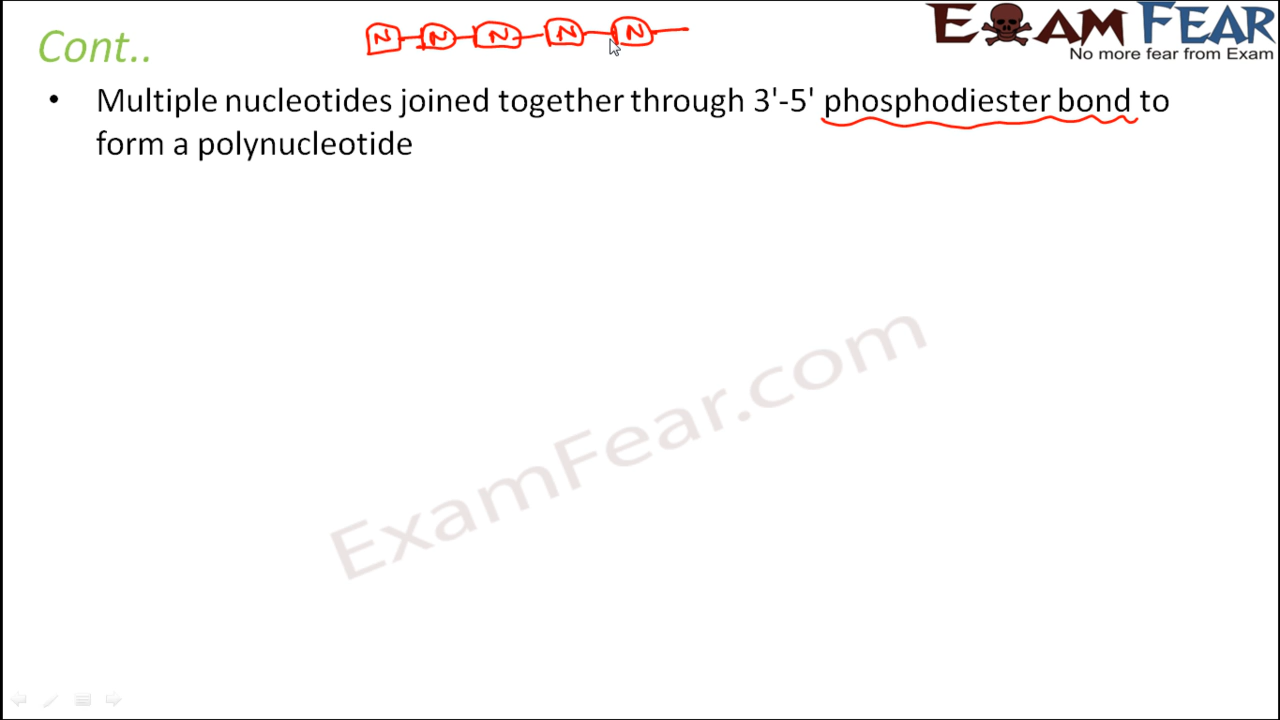 Cont..
N N N N N
EXAM FEAR
No more fear from Exam
• Multiple nucleotides joined together through 3'-5' phosphodiester bond to
form a polynucleotide
ExamFear.com